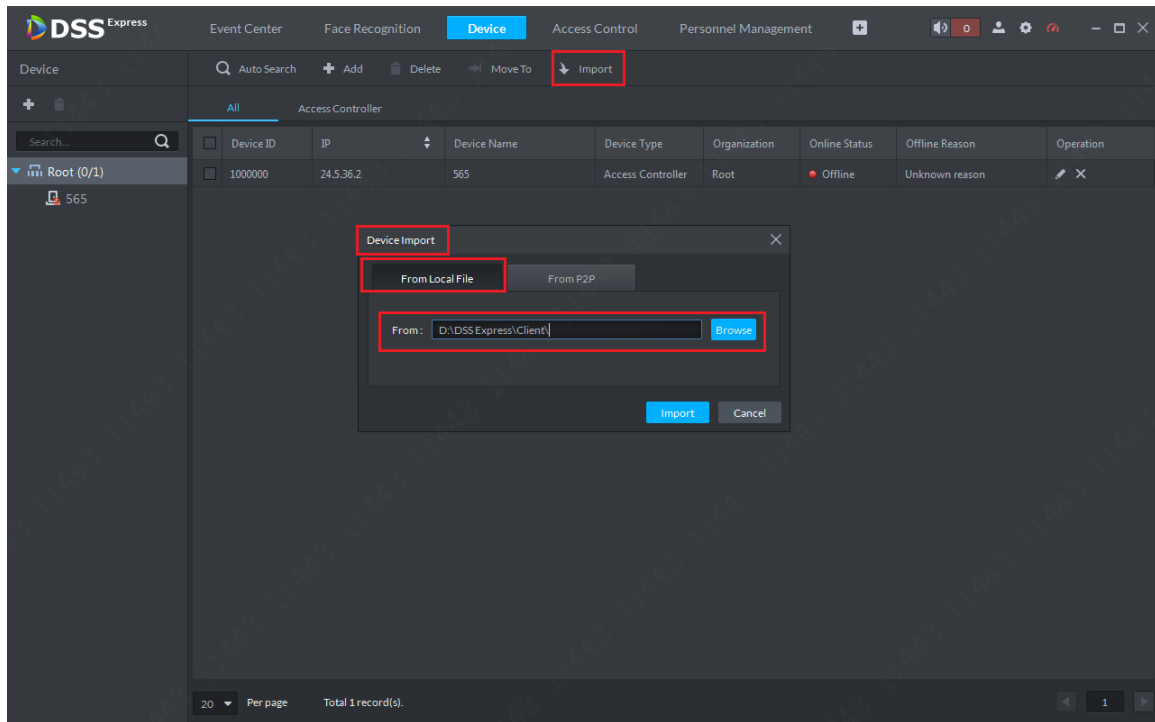 DSS Express
Event Center Face Recognition Device Access Control Personnel Management 0
Device
Auto Search Add Delete Move To Import
All Access Controller
Search...
Device ID IP Device Name Device Type Organization Online Status Offline Reason Operation
Root (0/1)
1000000 24.5.36.2 565 Access Controller Root Offline Unknown reason
565
Device Import
From Local File From P2P
From : D:\DSS Express\Client\ Browse
Import Cancel
20 Per page Total 1 record(s). 1
11443 11443